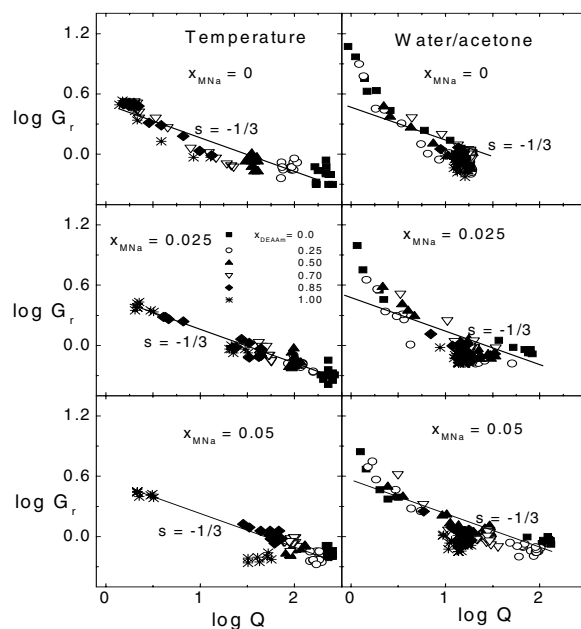 Temperature
Water/acetone
x_MNa = 0
x_MNa = 0
1.2
0.6
0.0
log G_r
s = -1/3
s = -1/3
x_MNa = 0.025
x_DEAAm = 0.0
0.25
0.50
0.70
0.85
1.00
x_MNa = 0.025
1.2
0.6
0.0
log G_r
s = -1/3
s = -1/3
x_MNa = 0.05
x_MNa = 0.05
1.2
0.6
0.0
log G_r
s = -1/3
s = -1/3
0 1 2
0 1 2
log Q
log Q